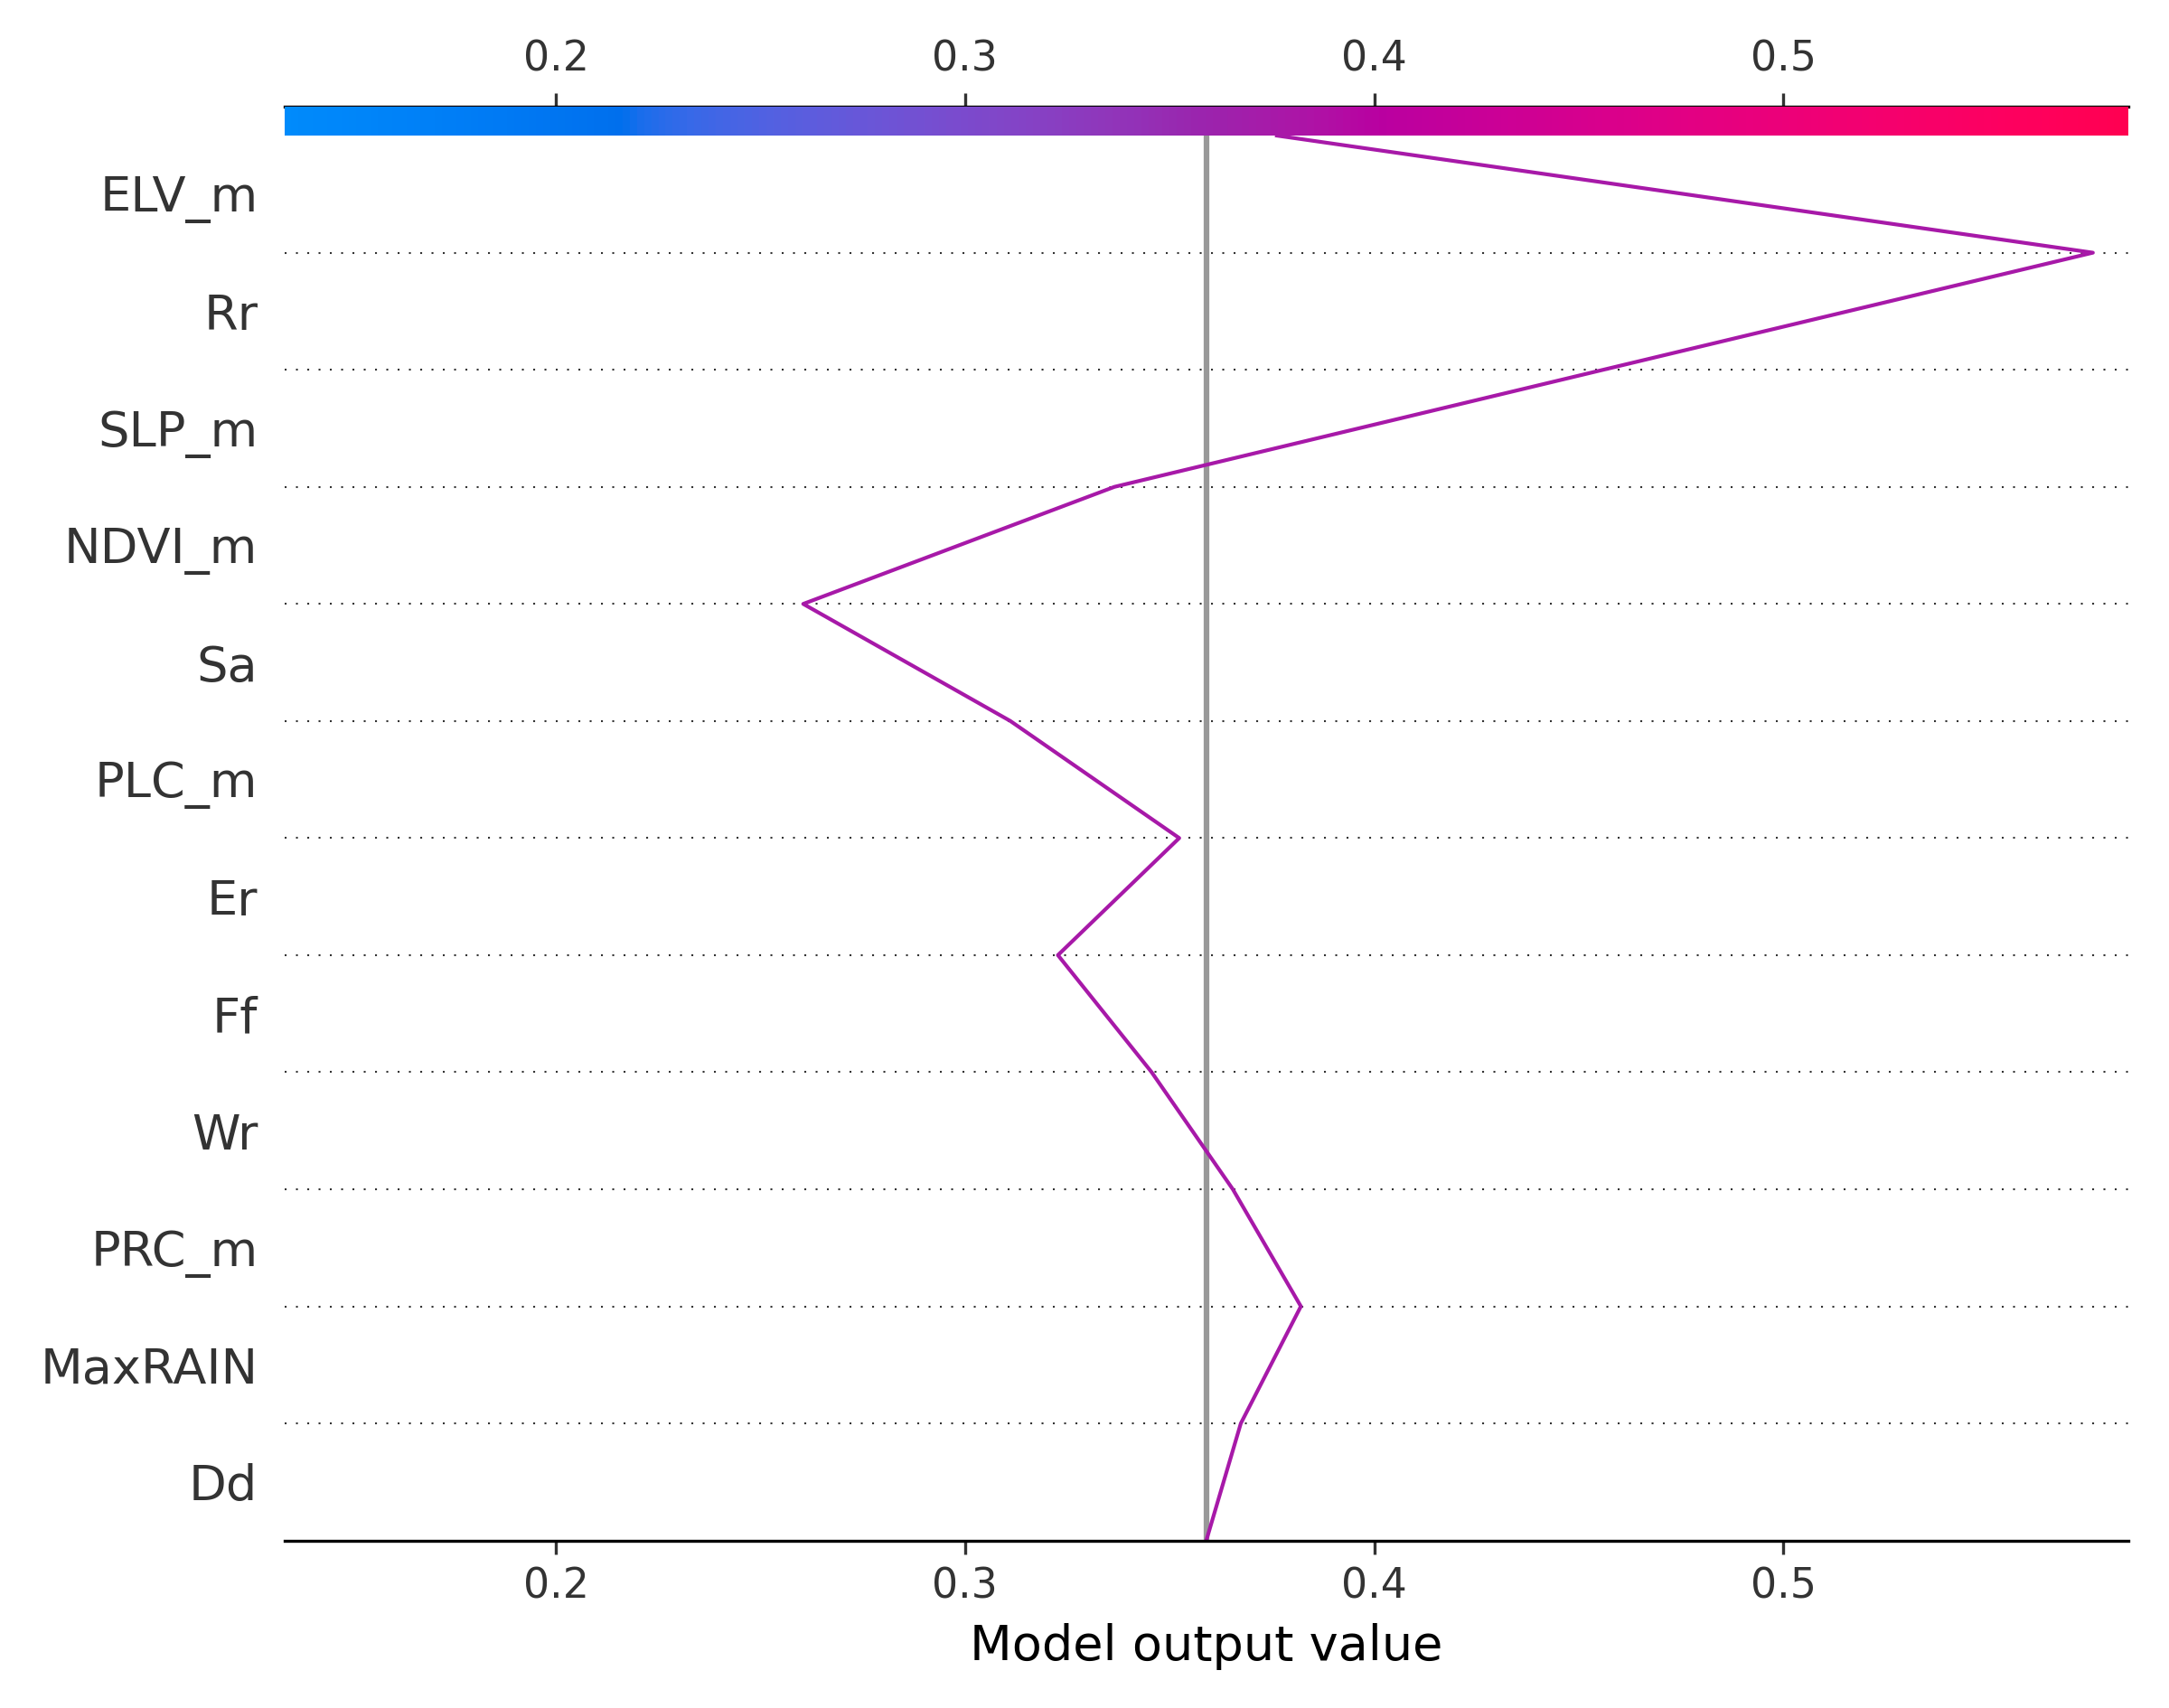 0.2 0.3 0.4 0.5
ELV_m
Rr
SLP_m
NDVI_m
Sa
PLC_m
Er
Ff
Wr
PRC_m
MaxRAIN
Dd
0.2 0.3 0.4 0.5
Model output value